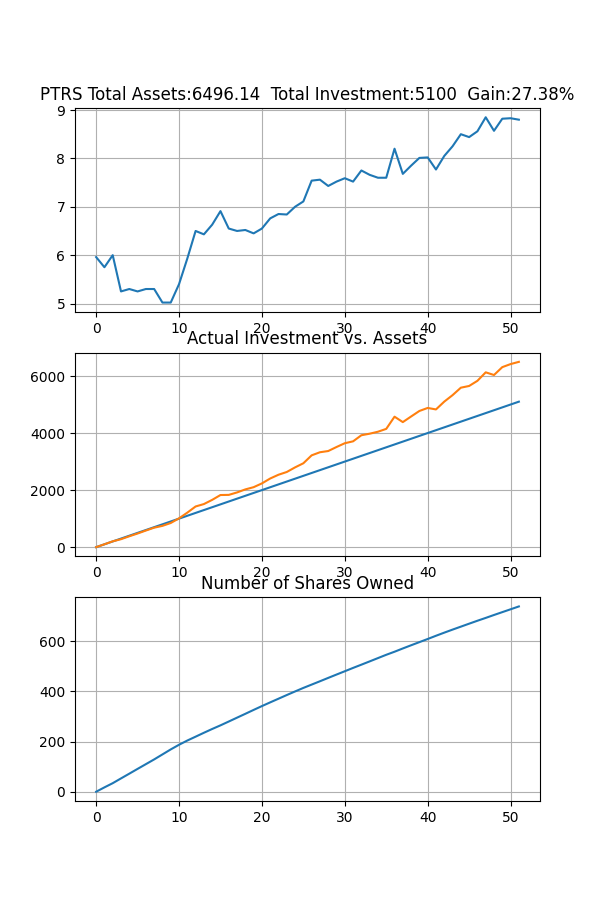 PTRS Total Assets:6496.14  Total Investment:5100  Gain:27.38%
9
8
7
6
5
0 10 20 30 40 50
Actual Investment vs. Assets
6000
4000
2000
0
0 10 20 30 40 50
Number of Shares Owned
600
400
200
0
0 10 20 30 40 50